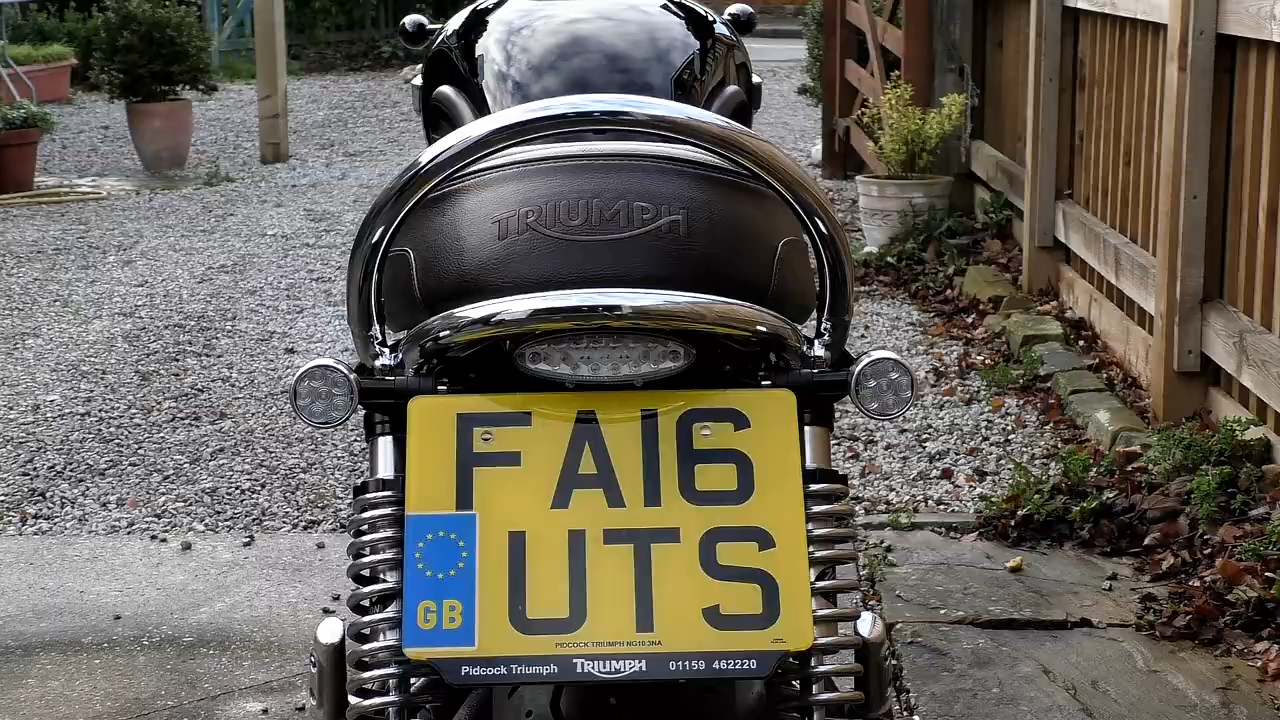 TRIUMPH
FA16
UTS
GB
PIDCOCK TRIUMPH NG10 3NA
Pidcock Triumph TRIUMPH 01159 462220